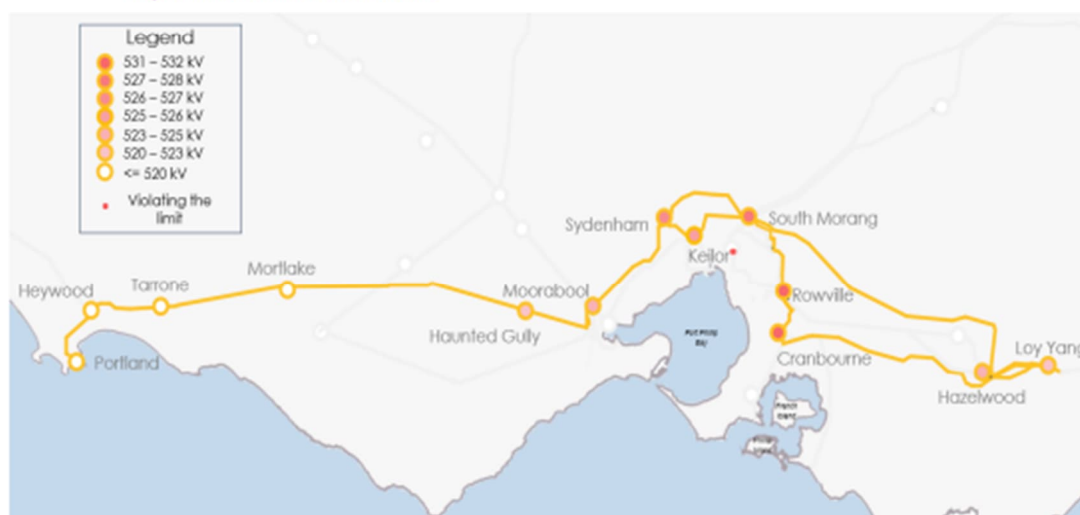 Legend
531 – 532 kV
527 – 528 kV
526 – 527 kV
525 – 526 kV
523 – 525 kV
520 – 523 kV
<= 520 kV
Violating the
limit
Sydenham
South Morang
Keilor
Mortlake
Tarrone
Heywood
Moorabool
Rowville
Haunted Gully
Portland
Cranbourne
Loy Yang
Hazelwood